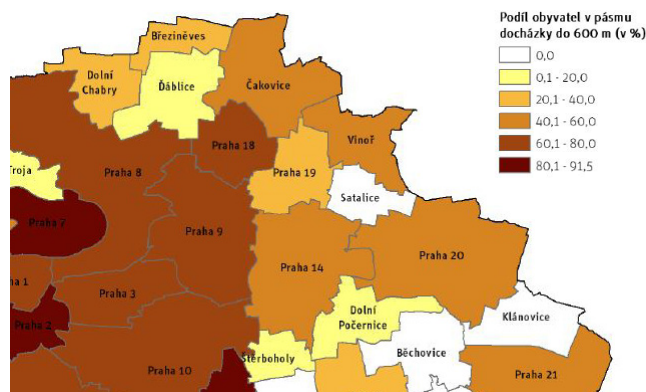 Podíl obyvatel v pásmu
docházky do 600 m (v %)
0,0
0,1 - 20,0
20,1 - 40,0
40,1 - 60,0
60,1 - 80,0
80,1 - 91,5
Březiněves
Dolní
Chabry
Ďáblice
Čakovice
Praha 18
Vinoř
Troja
Praha 8
Praha 19
Satalice
Praha 7
Praha 9
Praha 20
Praha 14
ha 1
Praha 3
Dolní
Počernice
Klánovice
Praha 2
Štěrboholy
Běchovice
Praha 10
Praha 21